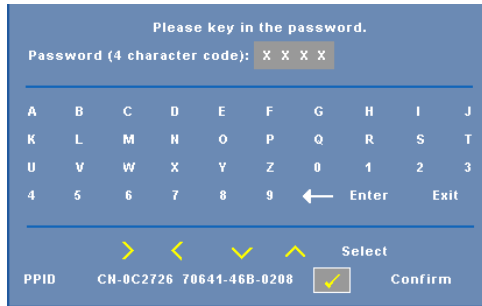 Please key in the password.
Password (4 character code): X X X X
A B C D E F G H I J
K L M N O P Q R S T
U V W X Y Z 0 1 2 3
4 5 6 7 8 9 ← Enter Exit
Select
PPID CN-0C2726 70641-46B-0208 Confirm